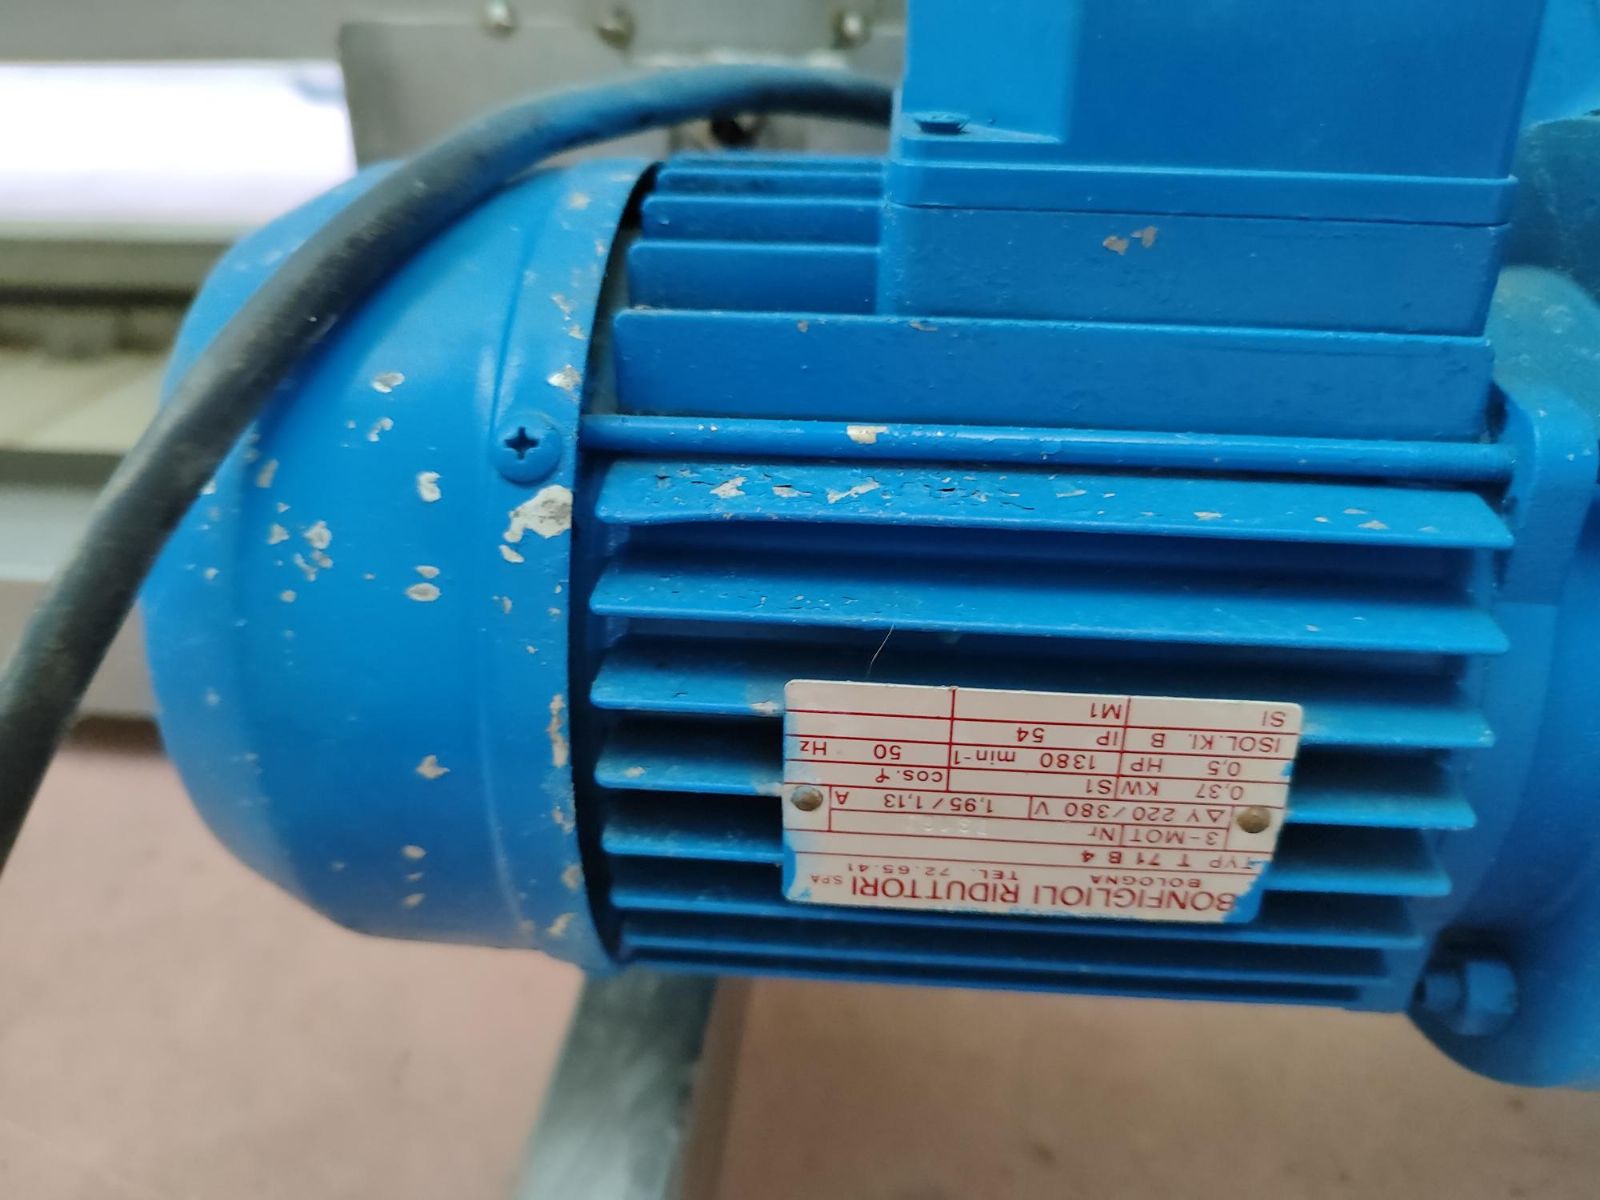 BONFIGLIOLI RIDUTTORI SPA
BOLOGNA TEL. 72.65.41
TYP T 71 B 4
3-MOT Nr
ΔY 220/380 V 1,95/1,13 A
0,37 KW S1 cos.φ
0,5 HP 1380 min-1 50 Hz
ISOL.Kl. B IP 54
SI M1